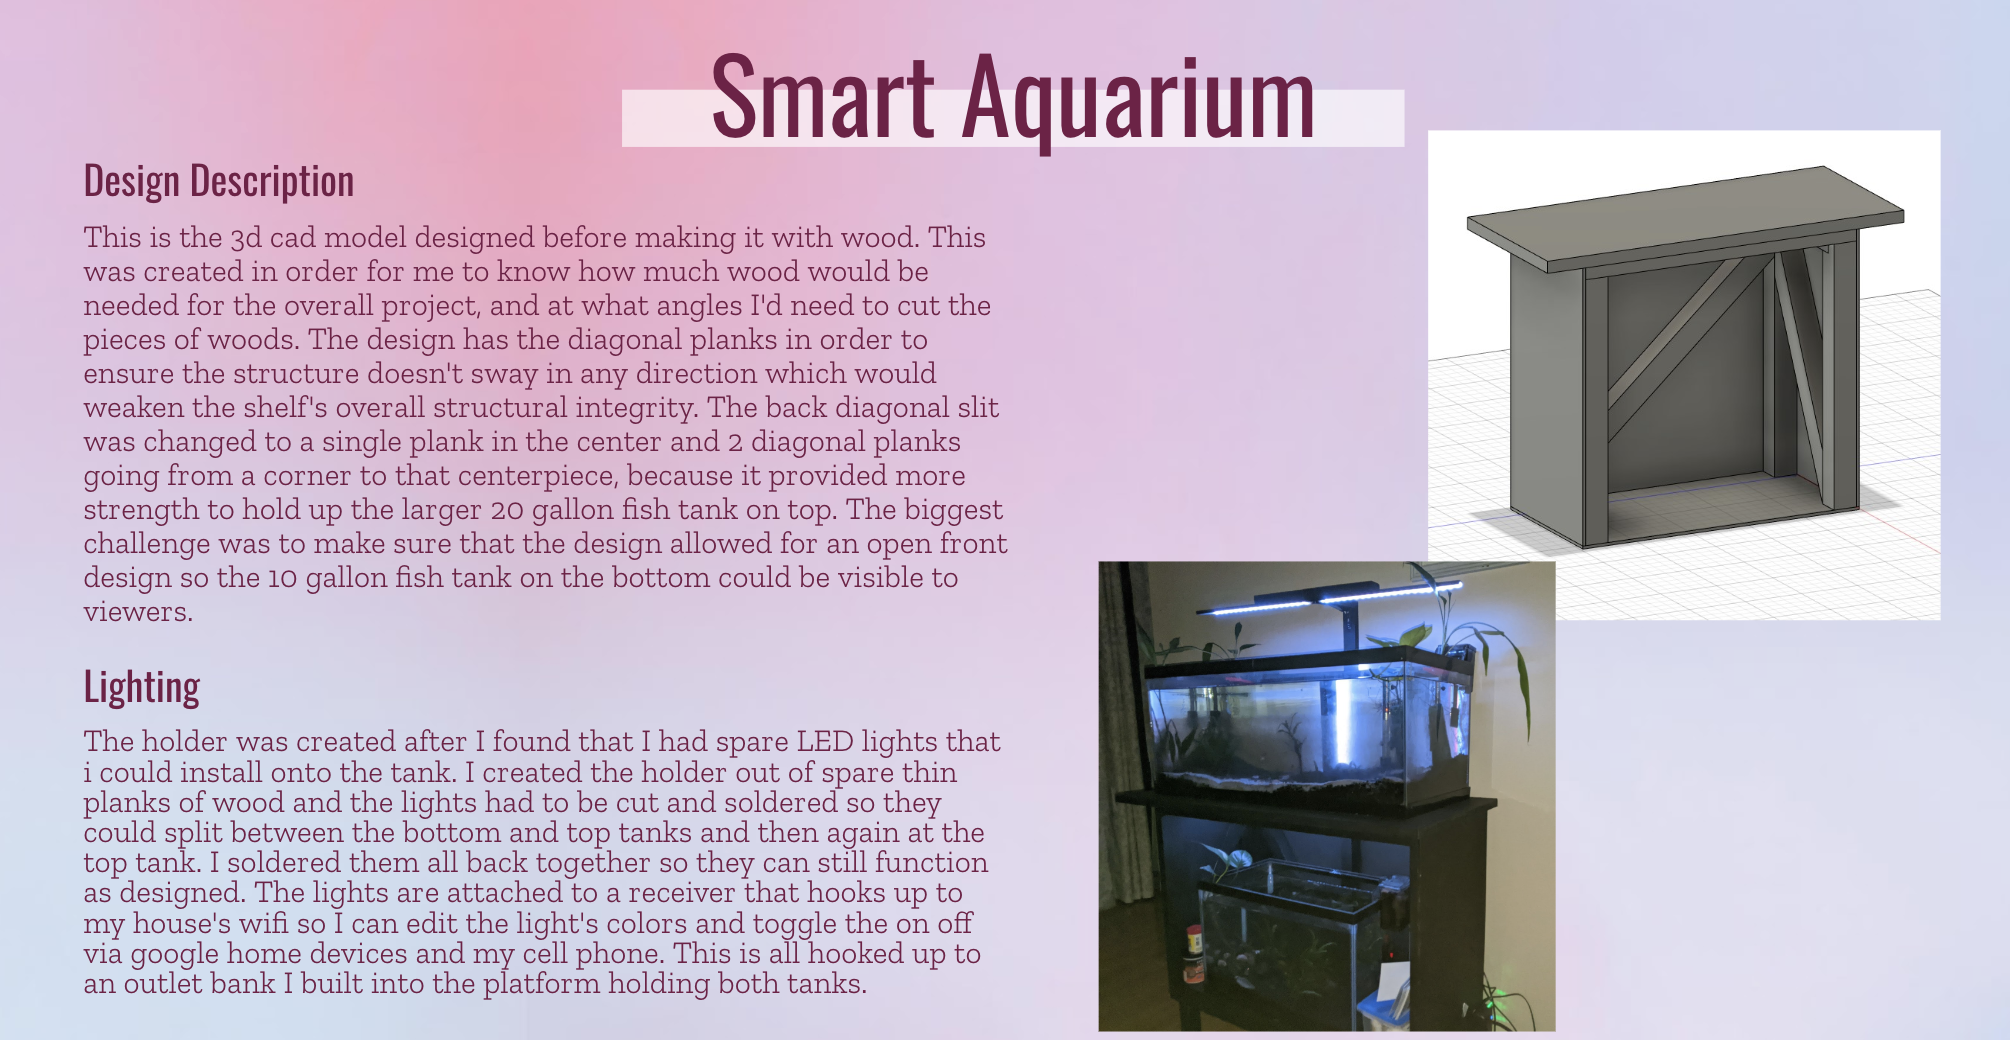 Smart Aquarium
Design Description
This is the 3d cad model designed before making it with wood. This
was created in order for me to know how much wood would be
needed for the overall project, and at what angles I'd need to cut the
pieces of woods. The design has the diagonal planks in order to
ensure the structure doesn't sway in any direction which would
weaken the shelf's overall structural integrity. The back diagonal slit
was changed to a single plank in the center and 2 diagonal planks
going from a corner to that centerpiece, because it provided more
strength to hold up the larger 20 gallon fish tank on top. The biggest
challenge was to make sure that the design allowed for an open front
design so the 10 gallon fish tank on the bottom could be visible to
viewers.
Lighting
The holder was created after I found that I had spare LED lights that
i could install onto the tank. I created the holder out of spare thin
planks of wood and the lights had to be cut and soldered so they
could split between the bottom and top tanks and then again at the
top tank. I soldered them all back together so they can still function
as designed. The lights are attached to a receiver that hooks up to
my house's wifi so I can edit the light's colors and toggle the on off
via google home devices and my cell phone. This is all hooked up to
an outlet bank I built into the platform holding both tanks.